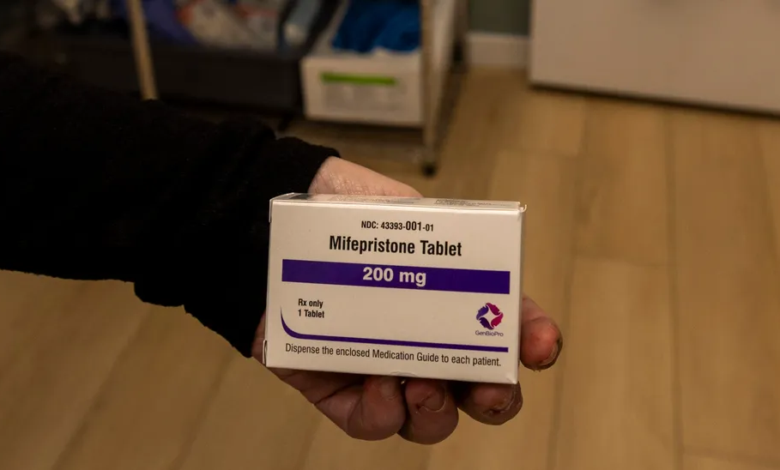 NDC: 43393-001-01
Mifepristone Tablet
200 mg
Rx only
1 Tablet
GenBioPro
Dispense the enclosed Medication Guide to each patient.